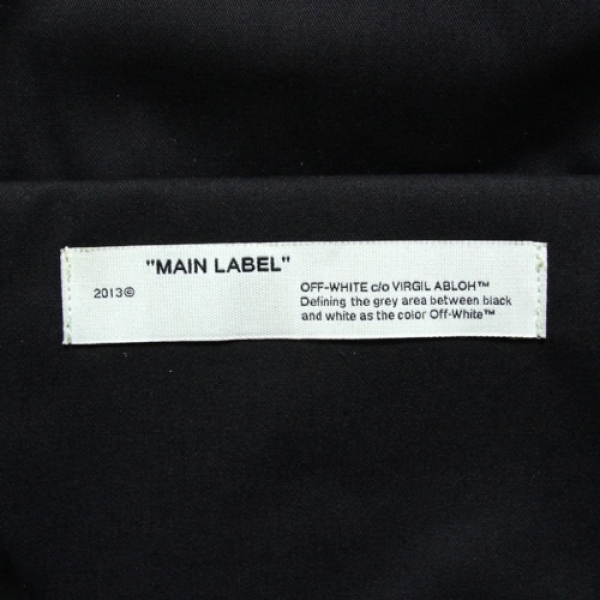 "MAIN LABEL"
2013©
OFF-WHITE c/o VIRGIL ABLOH™
Defining the grey area between black
and white as the color Off-White™